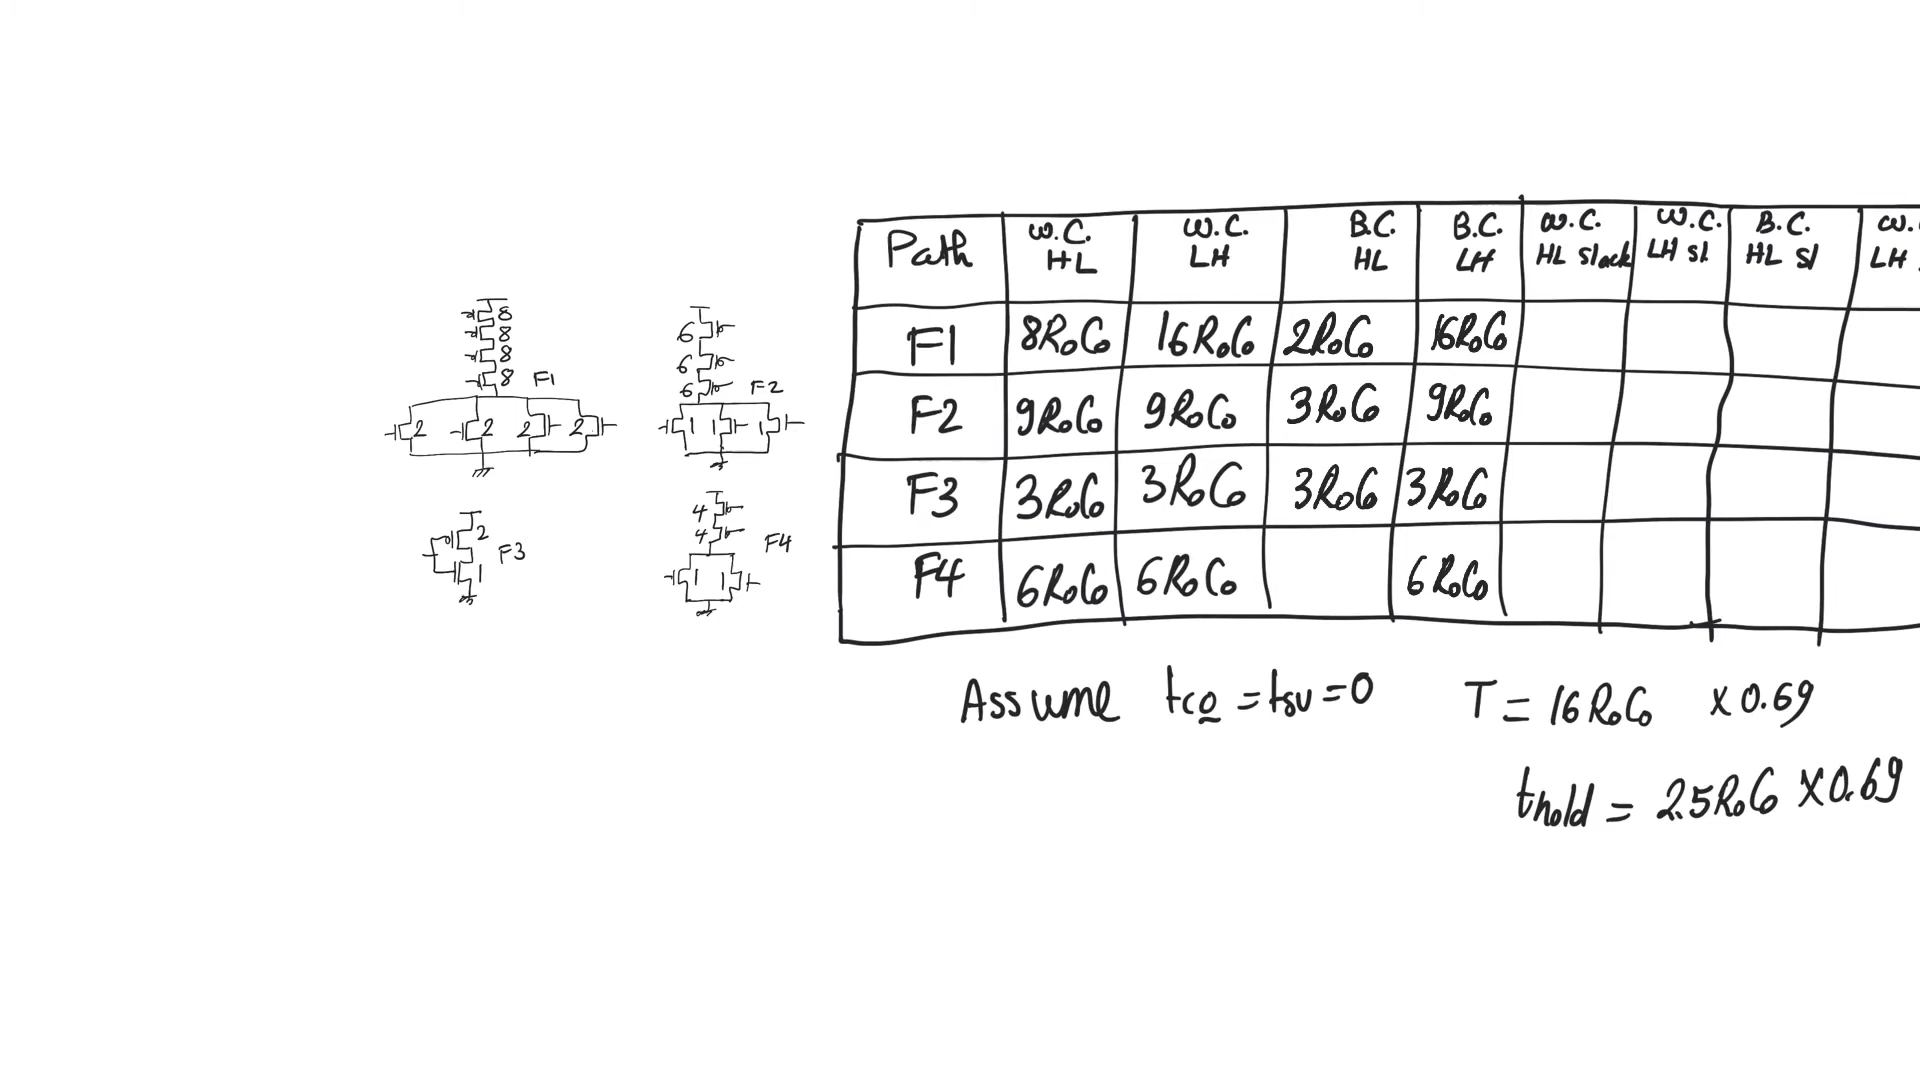 Path W.C. HL W.C. LH B.C. HL B.C. LH W.C. HL slack W.C. LH sl. B.C. HL sl W. LH
F1 8R₀C₀ 16R₀C₀ 2R₀C₀ 16R₀C₀
F2 9R₀C₀ 9R₀C₀ 3R₀C₀ 9R₀C₀
F3 3R₀C₀ 3R₀C₀ 3R₀C₀ 3R₀C₀
F4 6R₀C₀ 6R₀C₀ 6R₀C₀
8
8
8
8 F1
2 2 2 2
6
6
6 F2
1 1 1
2
1 F3
4
4 F4
1 1
Assume tcQ = tsu = 0 T = 16R₀C₀ × 0.69
thold = 2.5R₀C₀ × 0.69